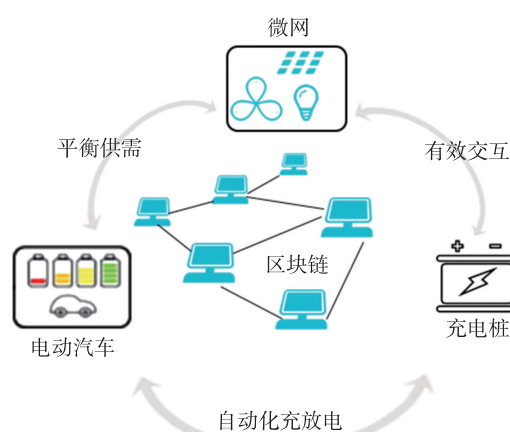 微网
平衡供需
有效交互
区块链
电动汽车
充电桩
自动化充放电